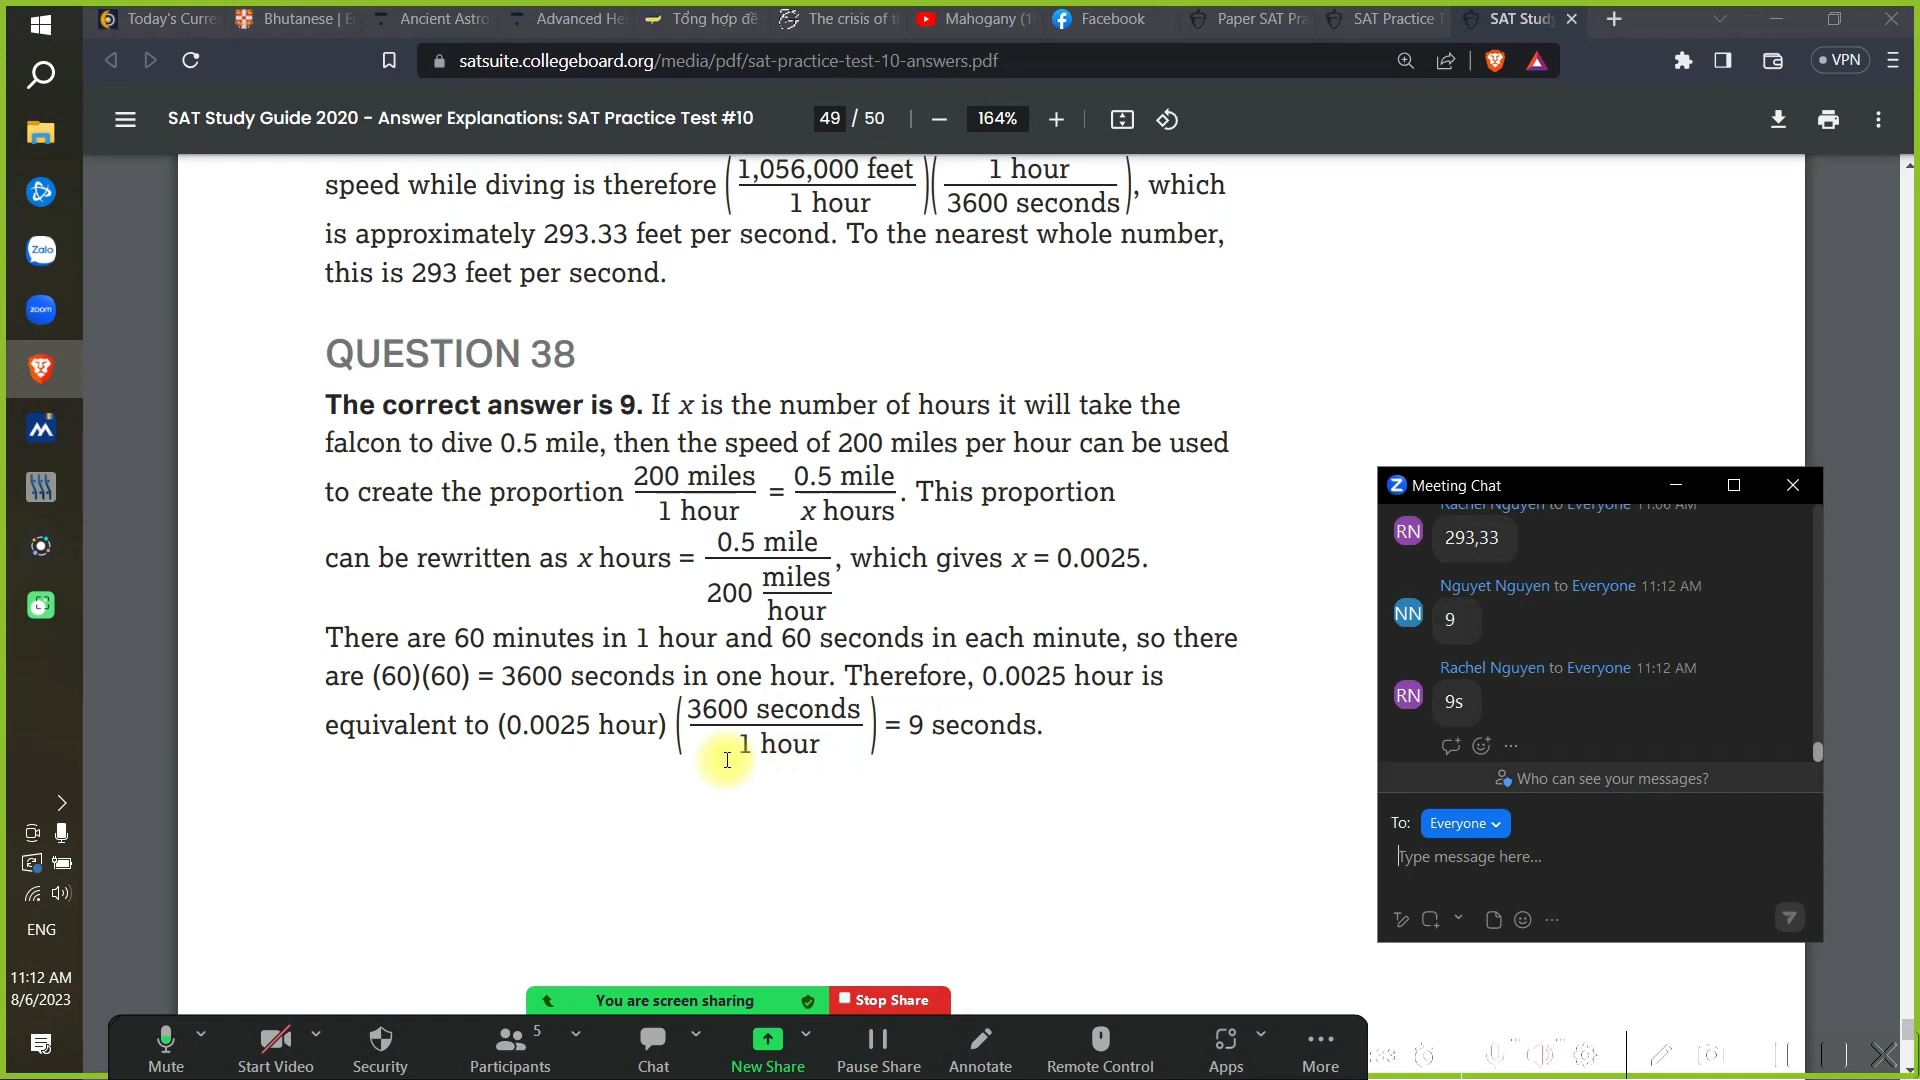 Today's Curre
Bhutanese | E
Ancient Astro
Advanced He
Tổng hợp đề
The crisis of t
Mahogany (1
Facebook
Paper SAT Pra
SAT Practice T
SAT Stud
satsuite.collegeboard.org/media/pdf/sat-practice-test-10-answers.pdf
VPN
SAT Study Guide 2020 - Answer Explanations: SAT Practice Test #10
49 / 50
164%
speed while diving is therefore (1,056,000 feet / 1 hour)(1 hour / 3600 seconds), which
is approximately 293.33 feet per second. To the nearest whole number,
this is 293 feet per second.
QUESTION 38
The correct answer is 9. If x is the number of hours it will take the
falcon to dive 0.5 mile, then the speed of 200 miles per hour can be used
to create the proportion 200 miles / 1 hour = 0.5 mile / x hours. This proportion
can be rewritten as x hours = 0.5 mile / 200 miles/hour, which gives x = 0.0025.
There are 60 minutes in 1 hour and 60 seconds in each minute, so there
are (60)(60) = 3600 seconds in one hour. Therefore, 0.0025 hour is
equivalent to (0.0025 hour) (3600 seconds / 1 hour) = 9 seconds.
Meeting Chat
Rachel Nguyen to Everyone 11:06 AM
RN
293,33
Nguyet Nguyen to Everyone 11:12 AM
NN
9
Rachel Nguyen to Everyone 11:12 AM
RN
9s
Who can see your messages?
To: Everyone
Type message here...
Zalo
zoom
ENG
11:12 AM
8/6/2023
You are screen sharing
Stop Share
Mute
Start Video
Security
Participants
5
Chat
New Share
Pause Share
Annotate
Remote Control
Apps
More
:33